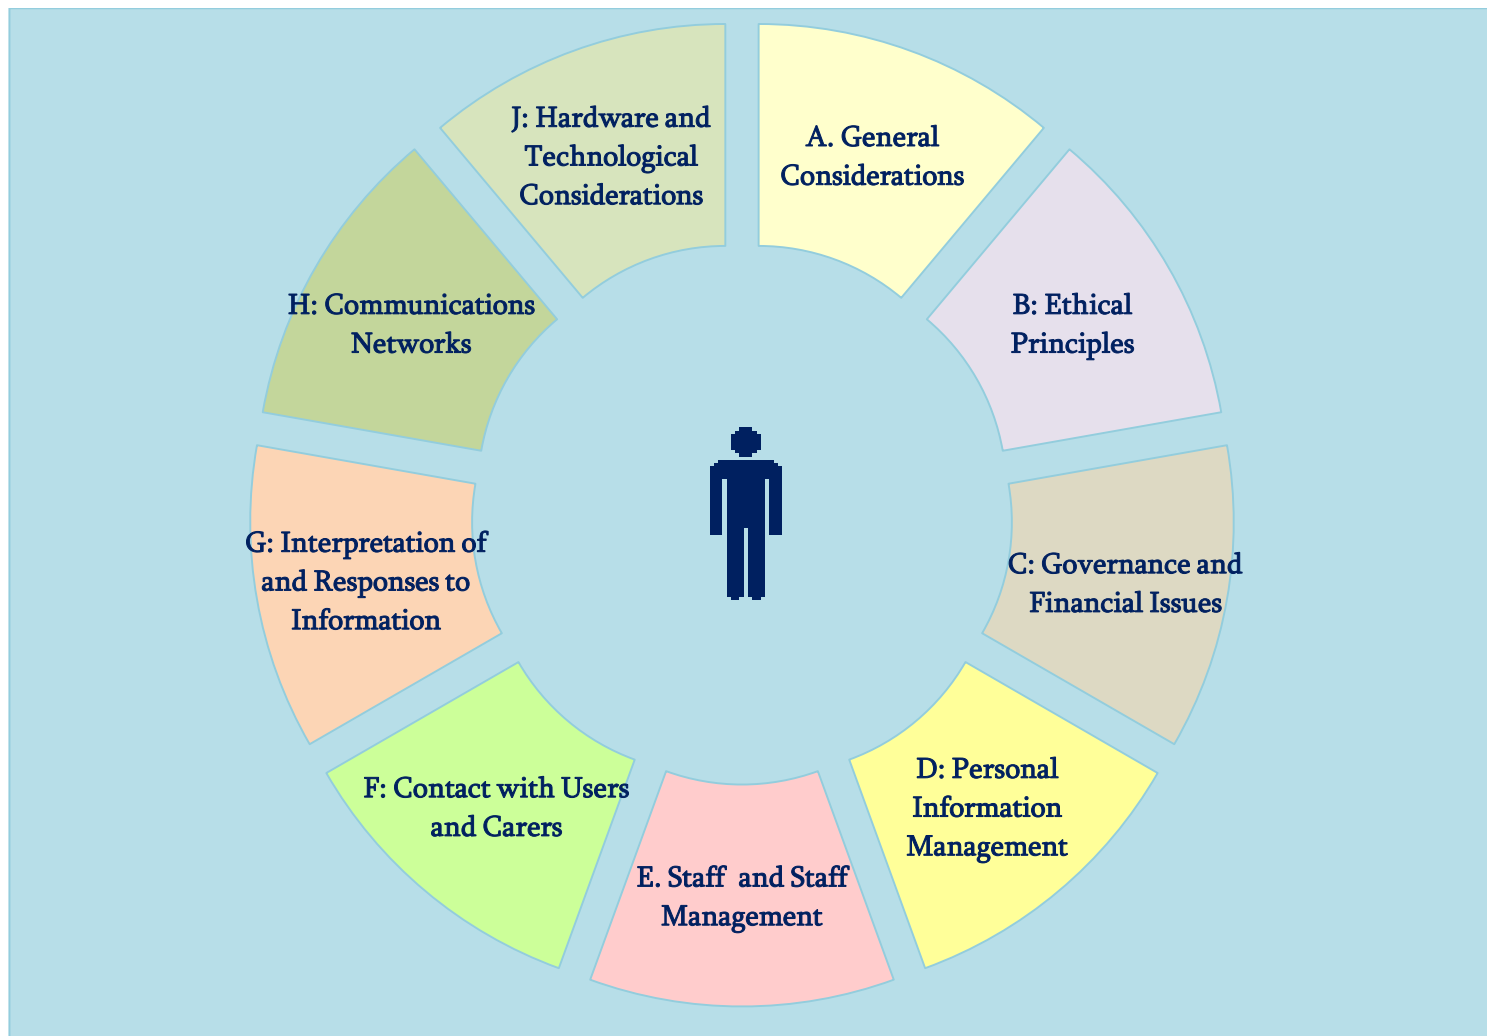 A. General
Considerations
B: Ethical
Principles
C: Governance and
Financial Issues
D: Personal
Information
Management
E. Staff  and Staff
Management
F: Contact with Users
and Carers
G: Interpretation of
and Responses to
Information
H: Communications
Networks
J: Hardware and
Technological
Considerations